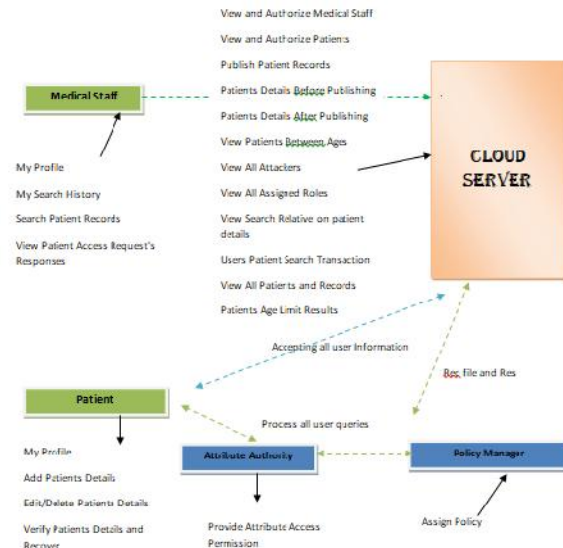 View and Authorize Medical Staff
View and Authorize Patients
Publish Patient Records
Medical Staff
Patients Details Before Publishing
Patients Details After Publishing
View Patients Between Ages
CLOUD
SERVER
My Profile
View All Attackers
My Search History
View All Assigned Roles
Search Patient Records
View Search Relative on patient
details
View Patient Access Request's
Responses
Users Patient Search Transaction
View All Patients and Records
Patients Age Limit Results
Accepting all user Information
Rec file and Res
Patient
Process all user queries
My Profile
Attribute Authority
Policy Manager
Add Patients Details
Edit/Delete Patients Details
Verify Patients Details and
Recover
Provide Attribute Access
Permission
Assign Policy